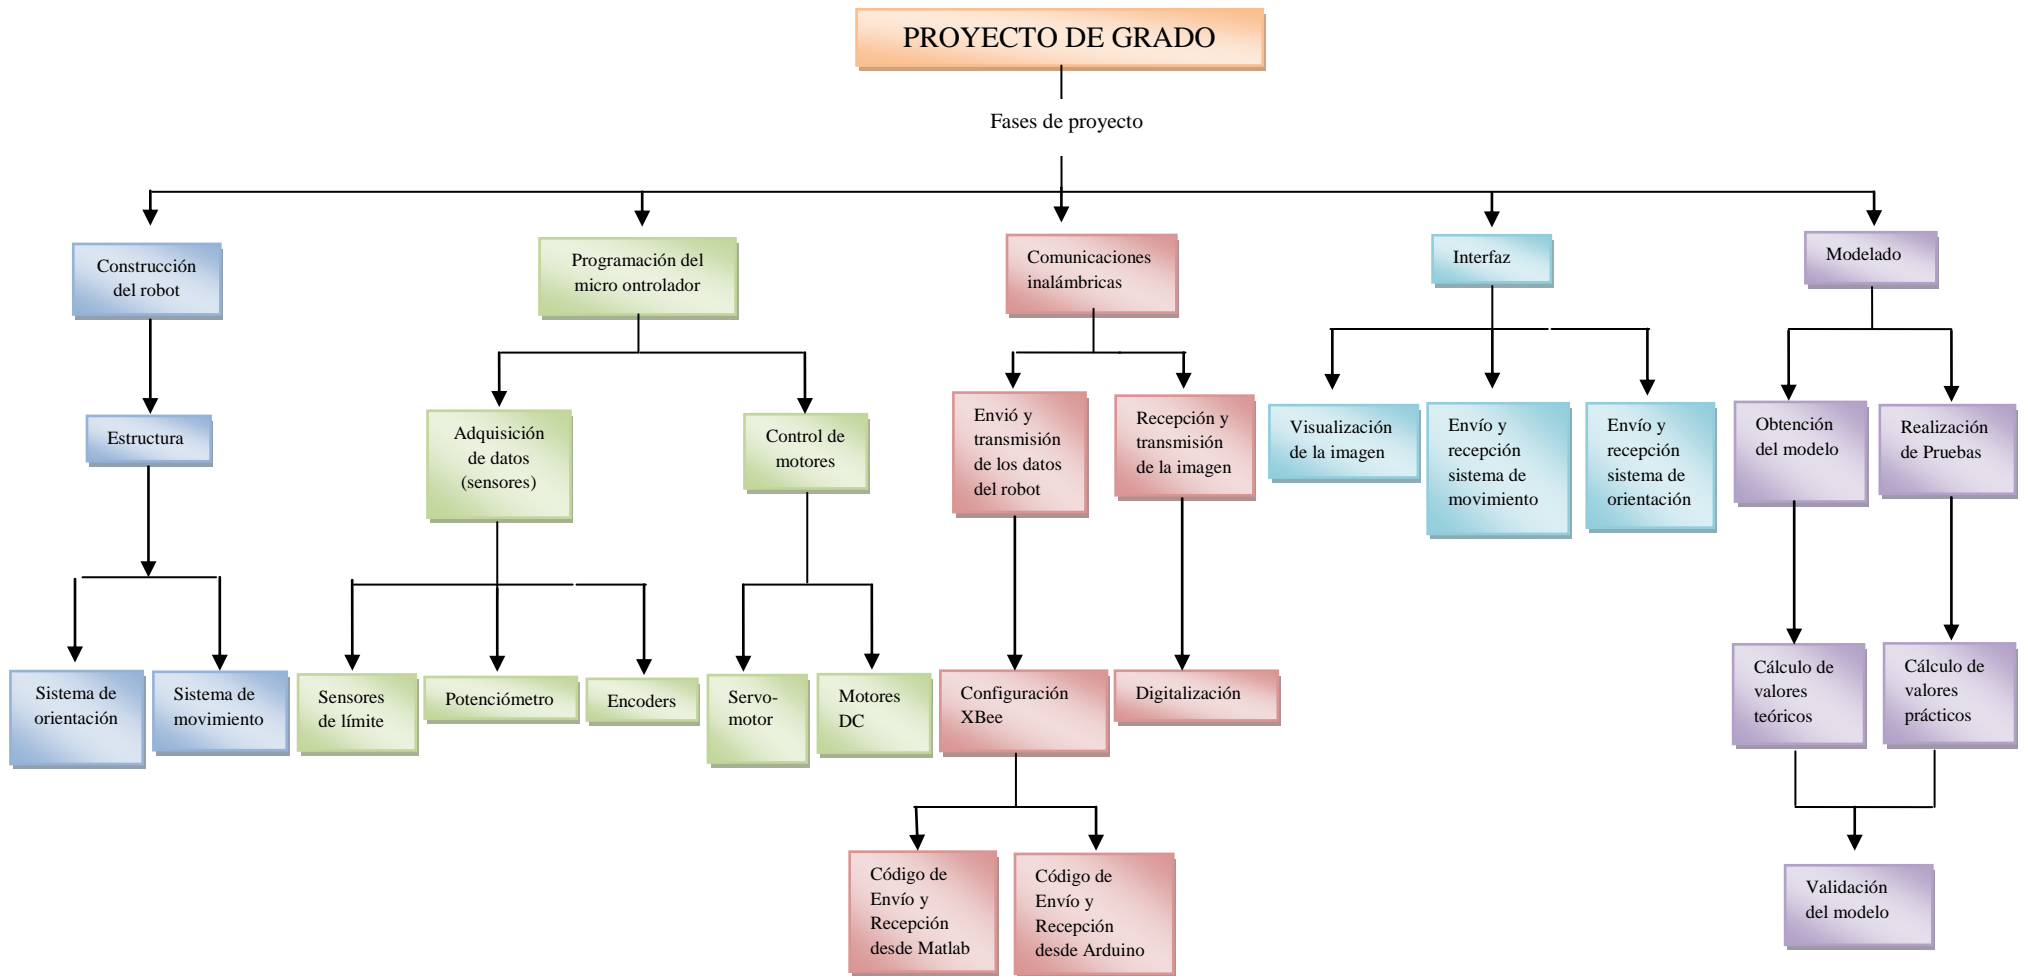 PROYECTO DE GRADO
Fases de proyecto
Construcción
del robot
Programación del
micro ontrolador
Comunicaciones
inalámbricas
Interfaz
Modelado
Estructura
Adquisición
de datos
(sensores)
Control de
motores
Envió y
transmisión
de los datos
del robot
Recepción y
transmisión
de la imagen
Visualización
de la imagen
Envío y
recepción
sistema de
movimiento
Envío y
recepción
sistema de
orientación
Obtención
del modelo
Realización
de Pruebas
Sistema de
orientación
Sistema de
movimiento
Sensores
de límite
Potenciómetro
Encoders
Servo-
motor
Motores
DC
Configuración
XBee
Digitalización
Cálculo de
valores
teóricos
Cálculo de
valores
prácticos
Código de
Envío y
Recepción
desde Matlab
Código de
Envío y
Recepción
desde Arduino
Validación
del modelo